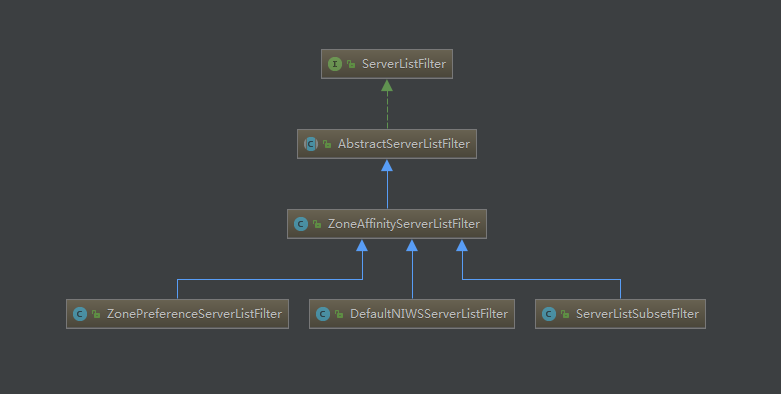 I ServerListFilter
C AbstractServerListFilter
C ZoneAffinityServerListFilter
C ZonePreferenceServerListFilter
C DefaultNIWSServerListFilter
C ServerListSubsetFilter